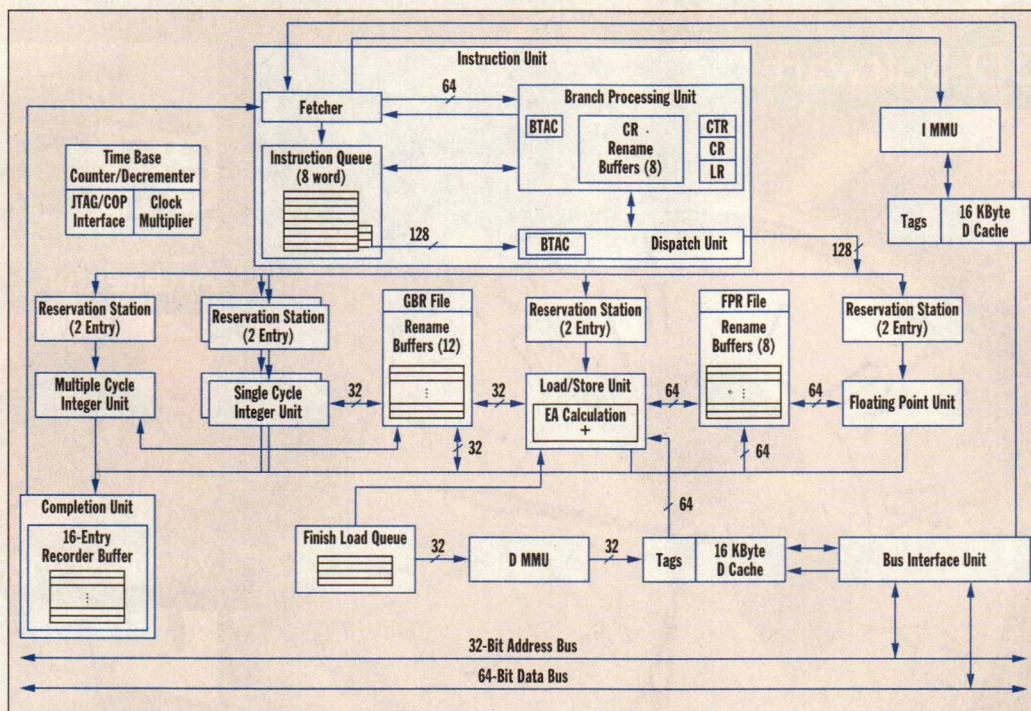 Instruction Unit
Fetcher
64
Branch Processing Unit
BTAC
CR
Rename
Buffers (8)
CTR
CR
LR
I MMU
Time Base
Counter/Decrementer
JTAG/COP
Interface
Clock
Multiplier
Instruction Queue
(8 word)
128
BTAC
Dispatch Unit
128
Tags
16 KByte
D Cache
Reservation Station
(2 Entry)
Reservation Station
(2 Entry)
GBR File
Rename
Buffers (12)
Reservation Station
(2 Entry)
FPR File
Rename
Buffers (8)
Reservation Station
(2 Entry)
Multiple Cycle
Integer Unit
Single Cycle
Integer Unit
32
32
Load/Store Unit
EA Calculation
+
64
64
Floating Point Unit
32
64
64
Completion Unit
16-Entry
Recorder Buffer
Finish Load Queue
32
D MMU
32
Tags
16 KByte
D Cache
Bus Interface Unit
32-Bit Address Bus
64-Bit Data Bus